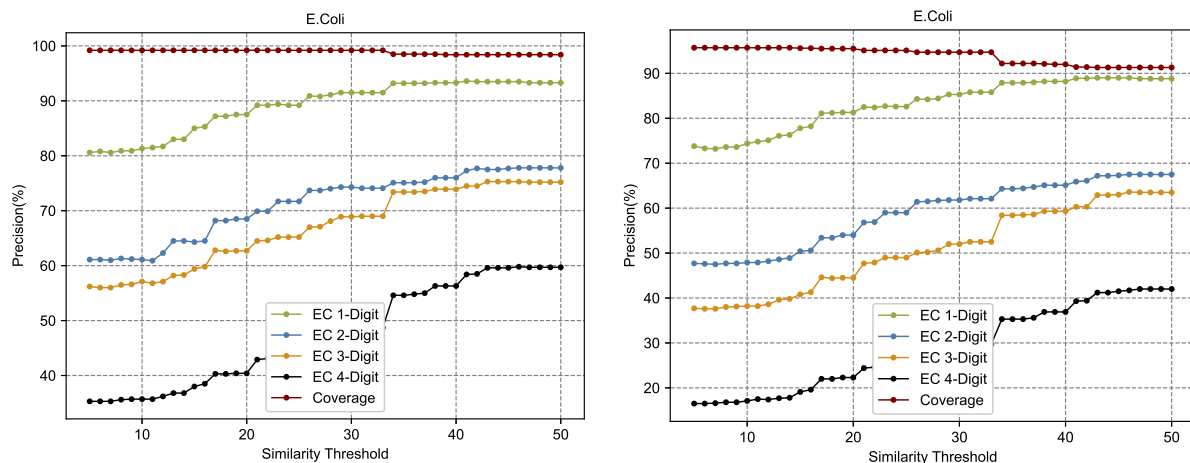 E.Coli
100
90
80
70
60
50
40
Precision(%)
EC 1-Digit
EC 2-Digit
EC 3-Digit
EC 4-Digit
Coverage
10
20
30
40
50
Similarity Threshold
E.Coli
90
80
70
60
50
40
30
20
Precision(%)
EC 1-Digit
EC 2-Digit
EC 3-Digit
EC 4-Digit
Coverage
10
20
30
40
50
Similarity Threshold